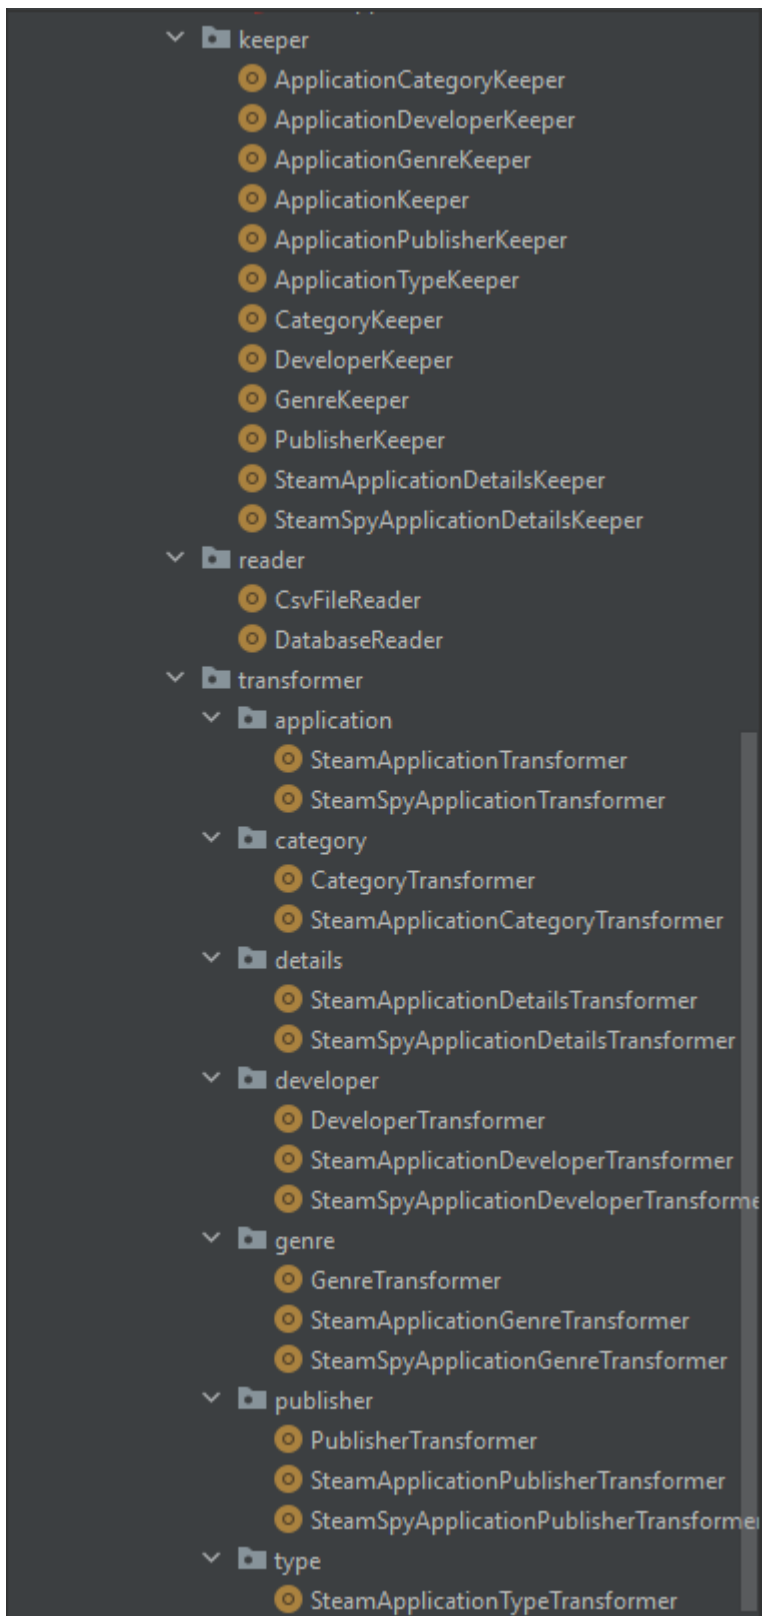 keeper
ApplicationCategoryKeeper
ApplicationDeveloperKeeper
ApplicationGenreKeeper
ApplicationKeeper
ApplicationPublisherKeeper
ApplicationTypeKeeper
CategoryKeeper
DeveloperKeeper
GenreKeeper
PublisherKeeper
SteamApplicationDetailsKeeper
SteamSpyApplicationDetailsKeeper
reader
CsvFileReader
DatabaseReader
transformer
application
SteamApplicationTransformer
SteamSpyApplicationTransformer
category
CategoryTransformer
SteamApplicationCategoryTransformer
details
SteamApplicationDetailsTransformer
SteamSpyApplicationDetailsTransformer
developer
DeveloperTransformer
SteamApplicationDeveloperTransformer
SteamSpyApplicationDeveloperTransforme
genre
GenreTransformer
SteamApplicationGenreTransformer
SteamSpyApplicationGenreTransformer
publisher
PublisherTransformer
SteamApplicationPublisherTransformer
SteamSpyApplicationPublisherTransforme
type
SteamApplicationTypeTransformer